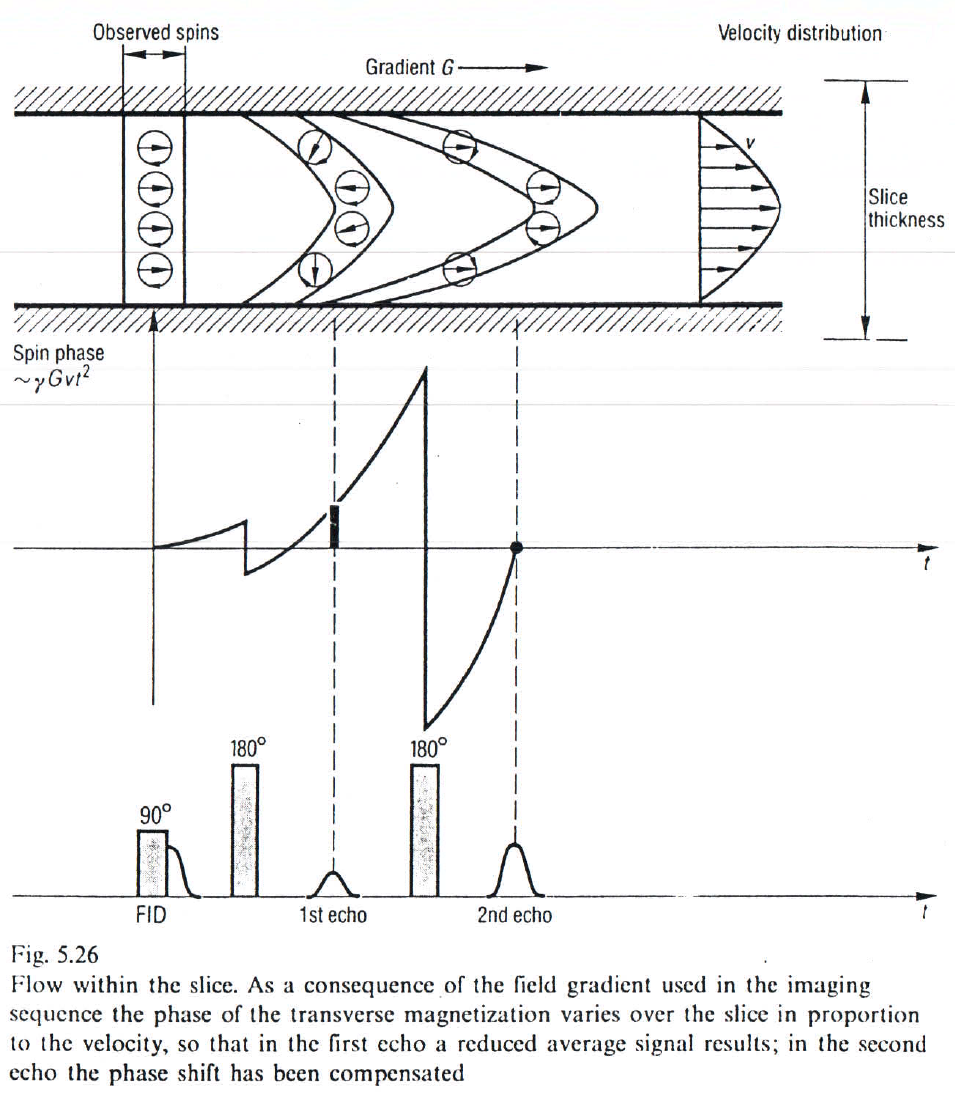 Observed spins
Velocity distribution
Gradient G
v
Slice
thickness
Spin phase
~γGvt²
t
180°
180°
90°
FID
1st echo
2nd echo
t
Fig. 5.26
Flow within the slice. As a consequence of the field gradient used in the imaging
sequence the phase of the transverse magnetization varies over the slice in proportion
to the velocity, so that in the first echo a reduced average signal results; in the second
echo the phase shift has been compensated